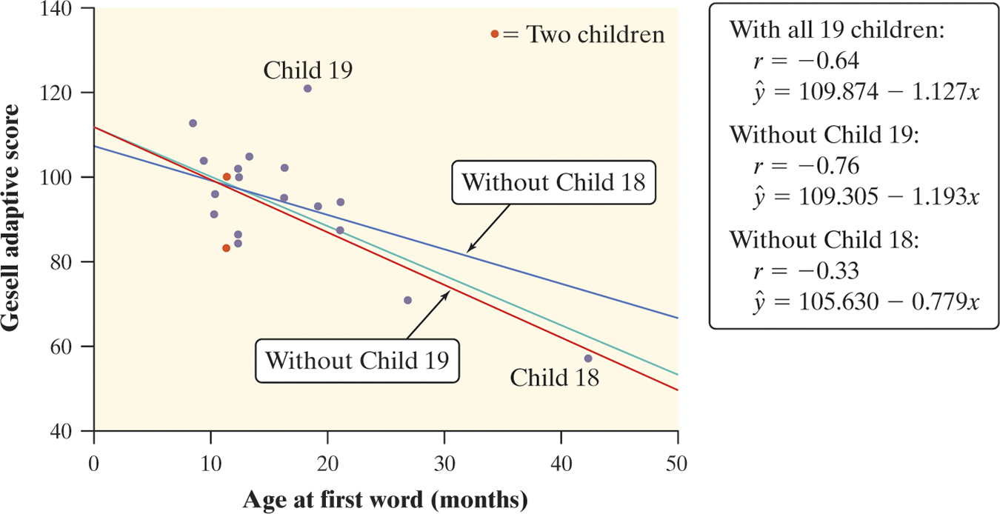 140
120
100
80
60
40
0
10
20
30
40
50
Gesell adaptive score
Age at first word (months)
= Two children
Child 19
Without Child 18
Without Child 19
Child 18
With all 19 children:
r = −0.64
ŷ = 109.874 − 1.127x
Without Child 19:
r = −0.76
ŷ = 109.305 − 1.193x
Without Child 18:
r = −0.33
ŷ = 105.630 − 0.779x